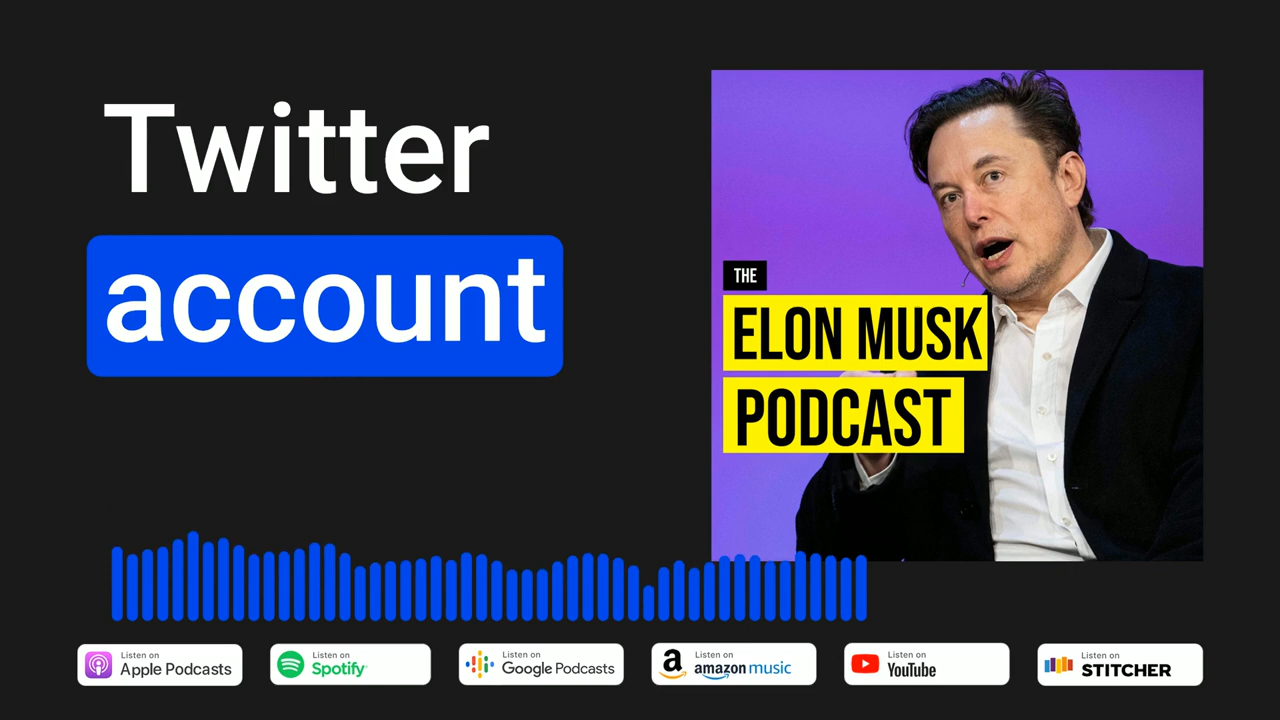 Twitter
account
THE
ELON MUSK
PODCAST
Listen on
Apple Podcasts
Listen on
Spotify
Listen on
Google Podcasts
a
Listen on
amazon music
Listen on
YouTube
Listen on
STITCHER